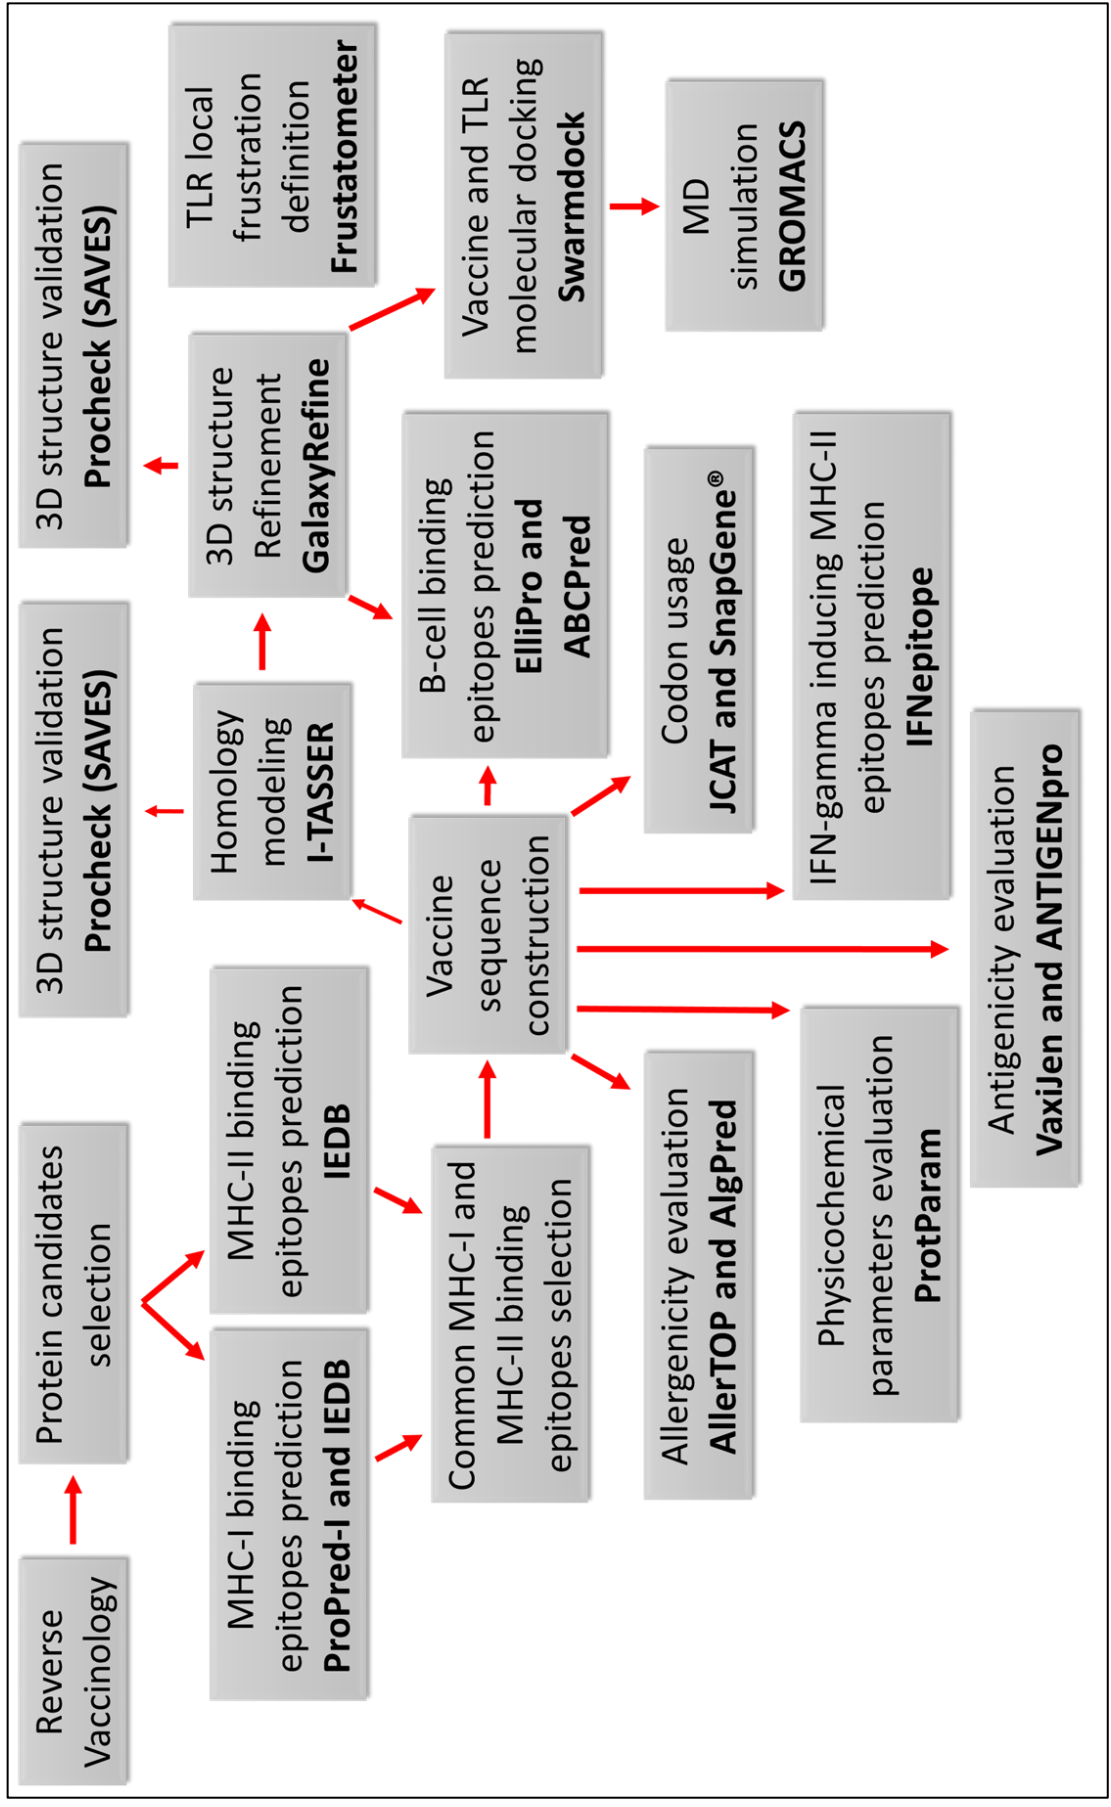 Reverse
Vaccinology
Protein candidates
selection
MHC-I binding
epitopes prediction
ProPred-I and IEDB
MHC-II binding
epitopes prediction
IEDB
Common MHC-I and
MHC-II binding
epitopes selection
Vaccine
sequence
construction
Homology
modeling
I-TASSER
3D structure validation
Procheck (SAVES)
3D structure
Refinement
GalaxyRefine
3D structure validation
Procheck (SAVES)
TLR local
frustration
definition
Frustatometer
B-cell binding
epitopes prediction
ElliPro and
ABCPred
Vaccine and TLR
molecular docking
Swarmdock
MD
simulation
GROMACS
Allergenicity evaluation
AllerTOP and AlgPred
Codon usage
JCAT and SnapGene®
Physicochemical
parameters evaluation
ProtParam
IFN-gamma inducing MHC-II
epitopes prediction
IFNepitope
Antigenicity evaluation
VaxiJen and ANTIGENpro